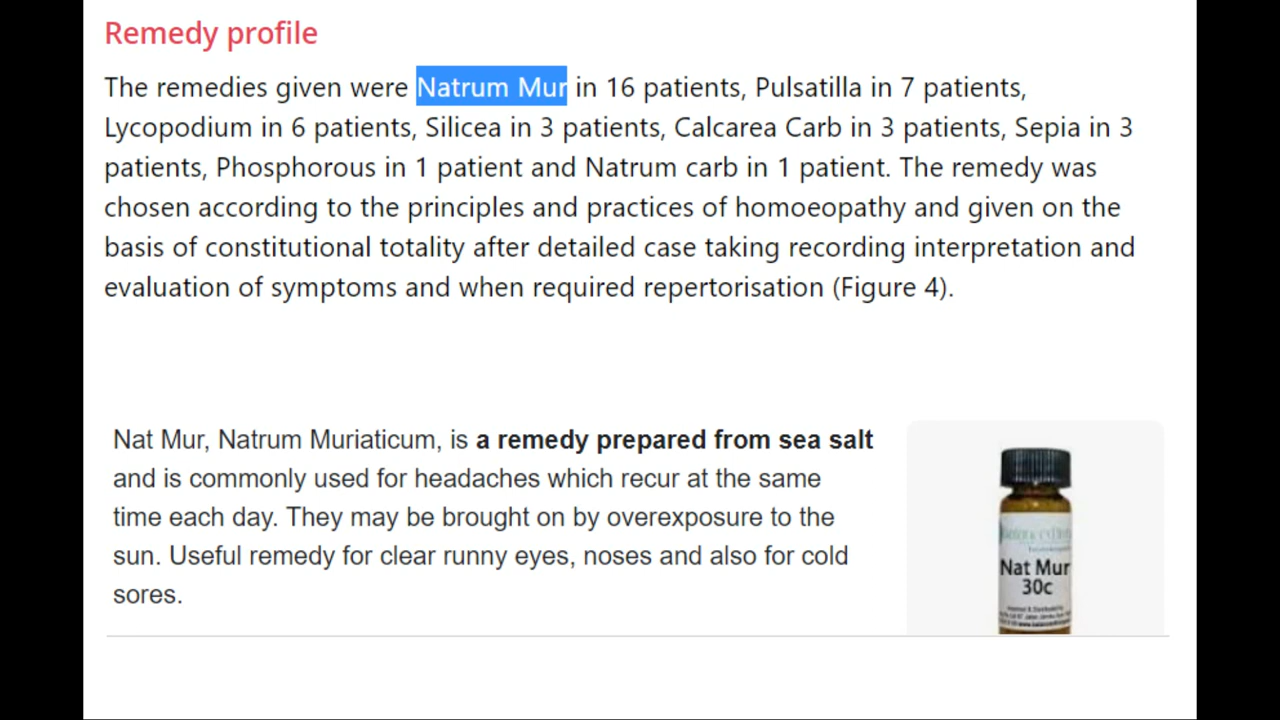 Remedy profile
The remedies given were Natrum Mur in 16 patients, Pulsatilla in 7 patients,
Lycopodium in 6 patients, Silicea in 3 patients, Calcarea Carb in 3 patients, Sepia in 3
patients, Phosphorous in 1 patient and Natrum carb in 1 patient. The remedy was
chosen according to the principles and practices of homoeopathy and given on the
basis of constitutional totality after detailed case taking recording interpretation and
evaluation of symptoms and when required repertorisation (Figure 4).
Nat Mur, Natrum Muriaticum, is a remedy prepared from sea salt
and is commonly used for headaches which recur at the same
time each day. They may be brought on by overexposure to the
sun. Useful remedy for clear runny eyes, noses and also for cold
sores.
Nat Mur
30c